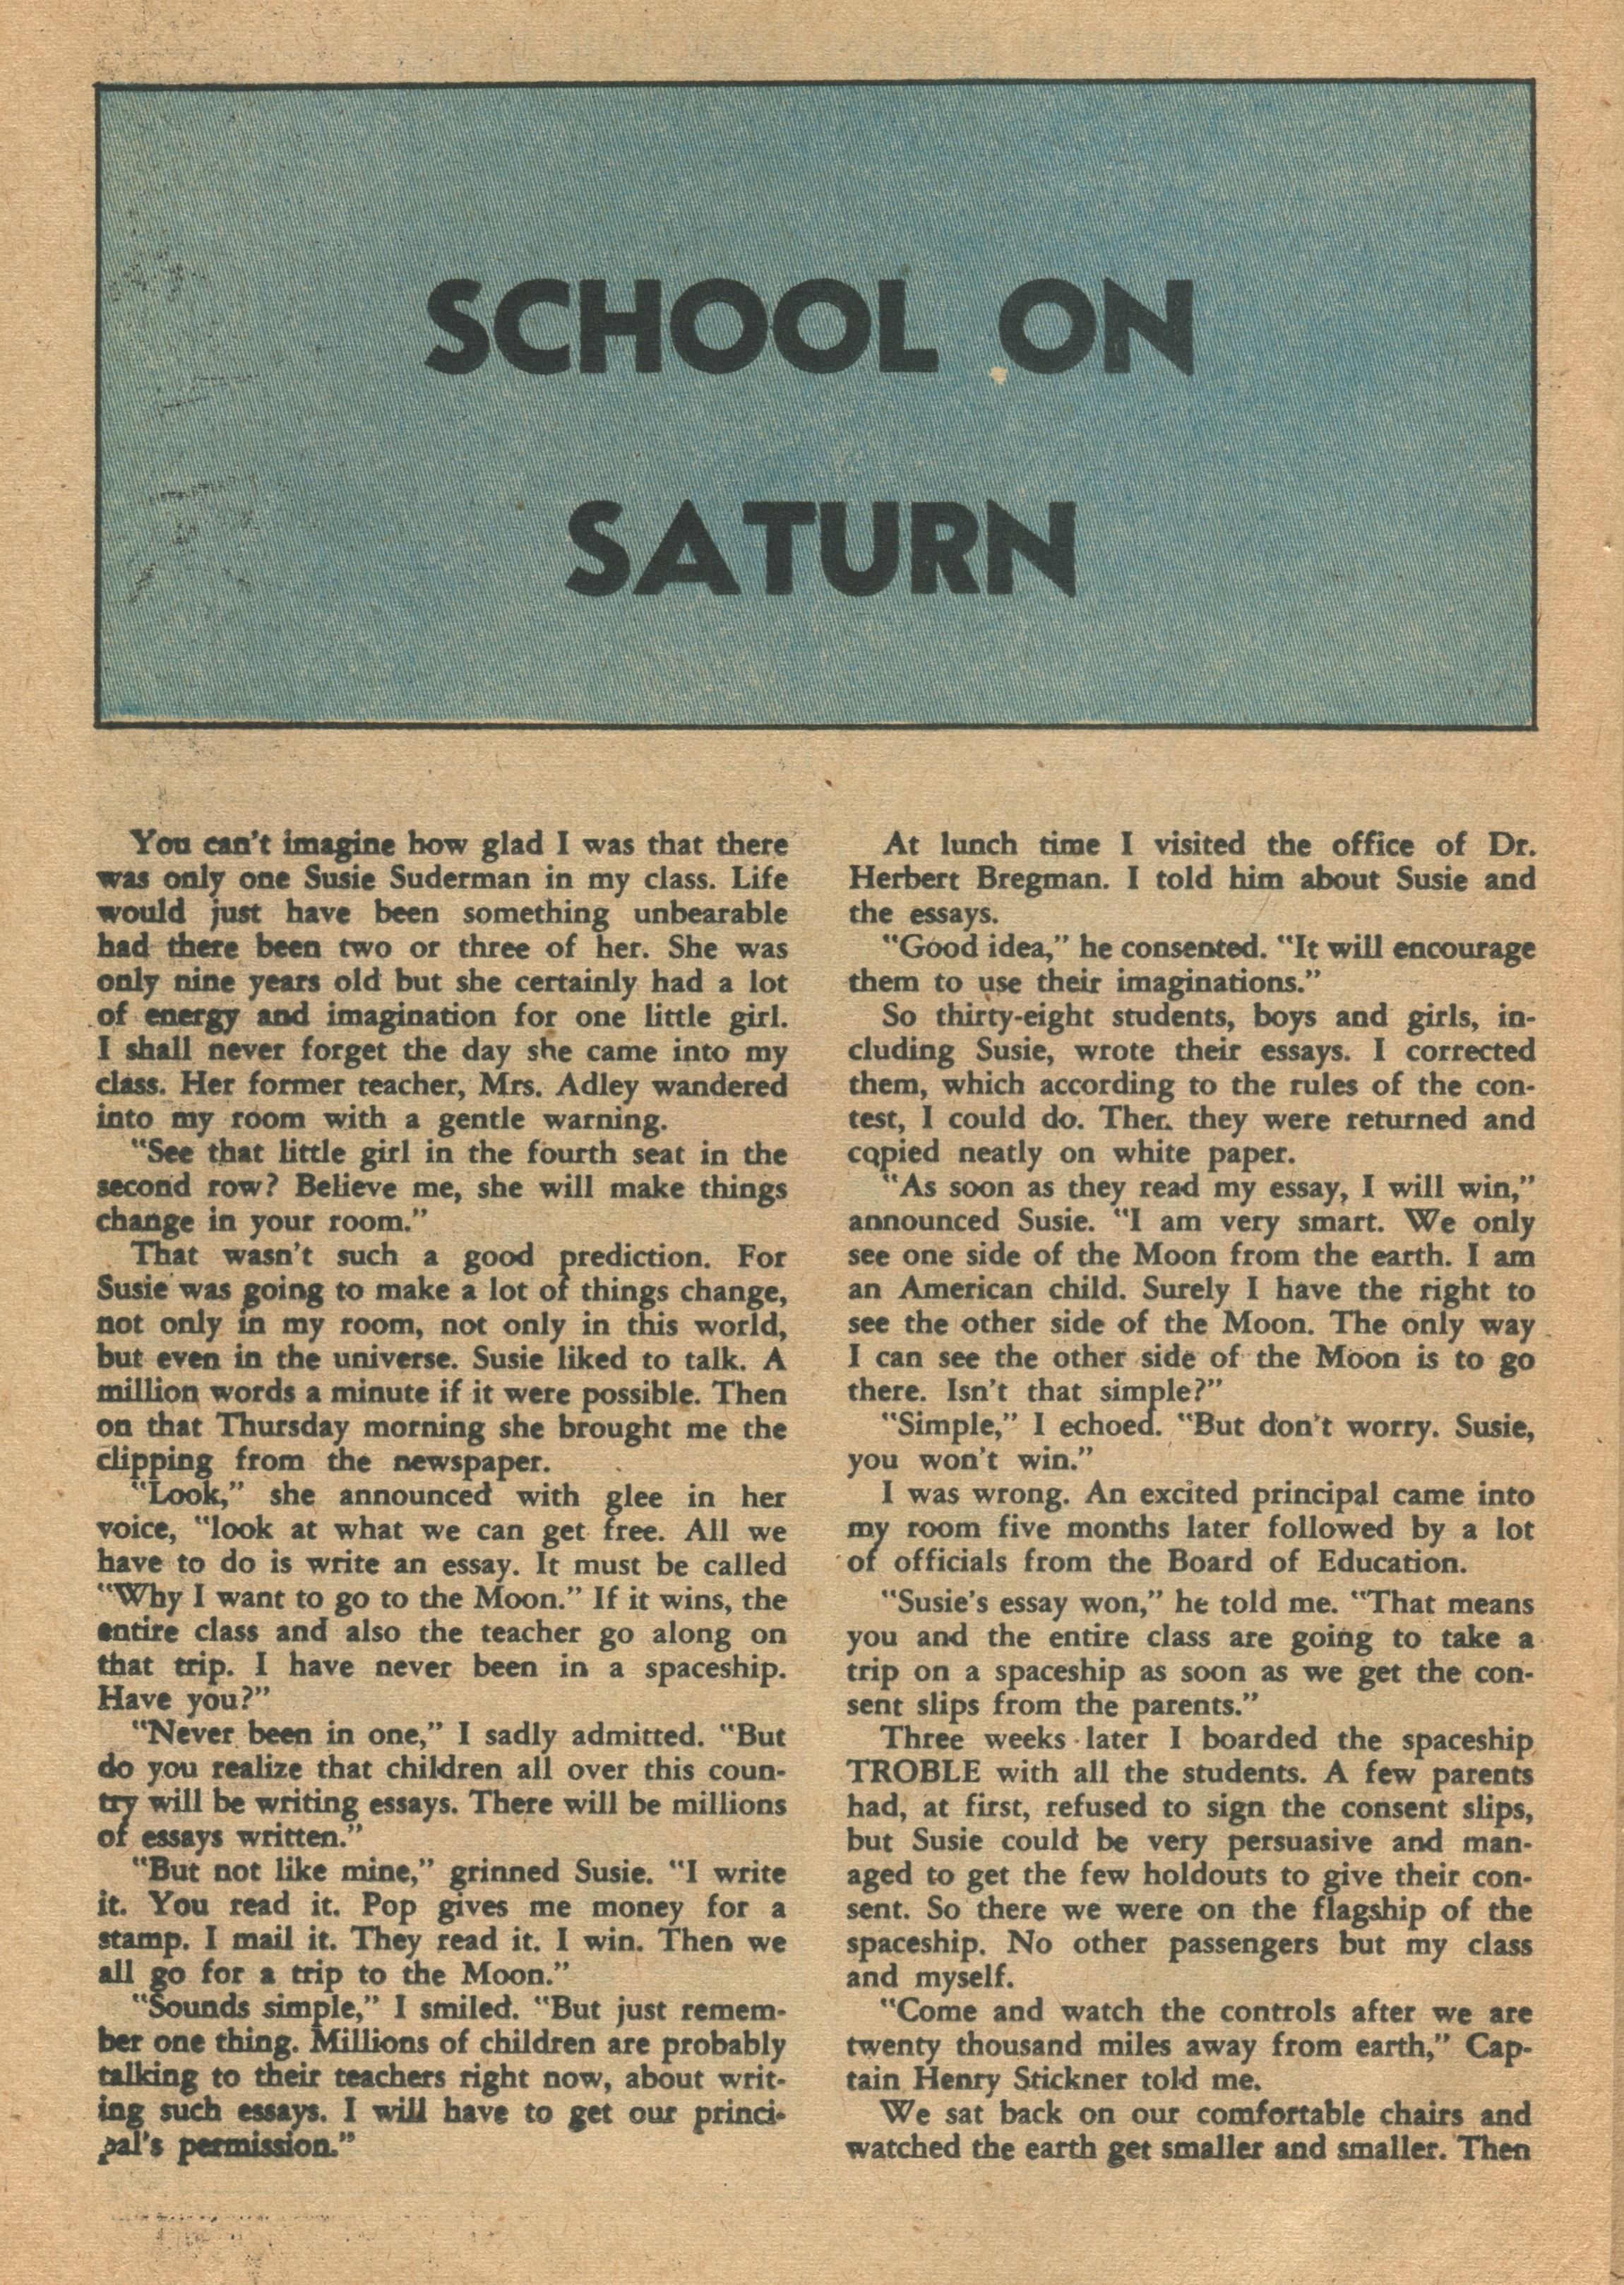 SCHOOL ON
SATURN
You can't imagine how glad I was that there
was only one Susie Suderman in my class. Life
would just have been something unbearable
had there been two or three of her. She was
only nine years old but she certainly had a lot
of energy and imagination for one little girl.
I shall never forget the day she came into my
class. Her former teacher, Mrs. Adley wandered
into my room with a gentle warning.
"See that little girl in the fourth seat in the
second row? Believe me, she will make things
change in your room."
That wasn't such a good prediction. For
Susie was going to make a lot of things change,
not only in my room, not only in this world,
but even in the universe. Susie liked to talk. A
million words a minute if it were possible. Then
on that Thursday morning she brought me the
clipping from the newspaper.
"Look," she announced with glee in her
voice, "look at what we can get free. All we
have to do is write an essay. It must be called
"Why I want to go to the Moon." If it wins, the
entire class and also the teacher go along on
that trip. I have never been in a spaceship.
Have you?"
"Never been in one," I sadly admitted. "But
do you realize that children all over this coun-
try will be writing essays. There will be millions
of essays written."
"But not like mine," grinned Susie. "I write
it. You read it. Pop gives me money for a
stamp. I mail it. They read it. I win. Then we
all go for a trip to the Moon."
"Sounds simple," I smiled. "But just remem-
ber one thing. Millions of children are probably
talking to their teachers right now, about writ-
ing such essays. I will have to get our princi-
pal's permission."
At lunch time I visited the office of Dr.
Herbert Bregman. I told him about Susie and
the essays.
"Good idea," he consented. "It will encourage
them to use their imaginations."
So thirty-eight students, boys and girls, in-
cluding Susie, wrote their essays. I corrected
them, which according to the rules of the con-
test, I could do. Then they were returned and
copied neatly on white paper.
"As soon as they read my essay, I will win,"
announced Susie. "I am very smart. We only
see one side of the Moon from the earth. I am
an American child. Surely I have the right to
see the other side of the Moon. The only way
I can see the other side of the Moon is to go
there. Isn't that simple?"
"Simple," I echoed. "But don't worry. Susie,
you won't win."
I was wrong. An excited principal came into
my room five months later followed by a lot
of officials from the Board of Education.
"Susie's essay won," he told me. "That means
you and the entire class are going to take a
trip on a spaceship as soon as we get the con-
sent slips from the parents."
Three weeks later I boarded the spaceship
TROBLE with all the students. A few parents
had, at first, refused to sign the consent slips,
but Susie could be very persuasive and man-
aged to get the few holdouts to give their con-
sent. So there we were on the flagship of the
spaceship. No other passengers but my class
and myself.
"Come and watch the controls after we are
twenty thousand miles away from earth," Cap-
tain Henry Stickner told me.
We sat back on our comfortable chairs and
watched the earth get smaller and smaller. Then